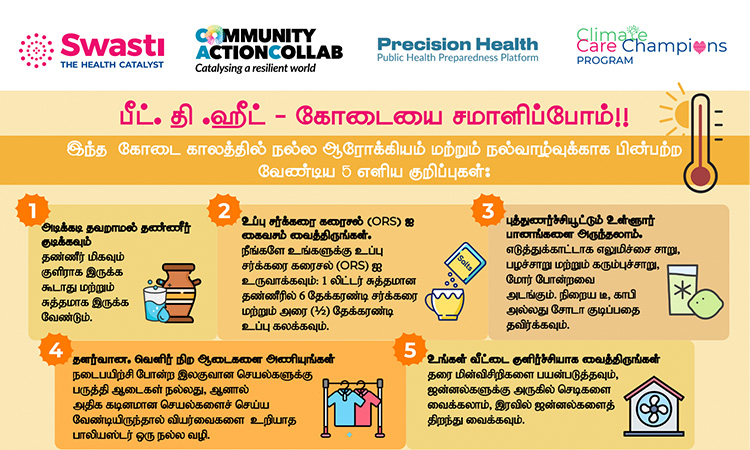 Swasti
THE HEALTH CATALYST
COMMUNITY
ACTIONCOLLAB
Catalysing a resilient world
Precision Health
Public Health Preparedness Platform
Climate
Care Champions
PROGRAM
பீட் தி ஹீட் - கோடையை சமாளிப்போம்!!
இந்த கோடை காலத்தில் நல்ல ஆரோக்கியம் மற்றும் நல்வாழ்வுக்காக பின்பற்ற
வேண்டிய 5 எளிய குறிப்புகள்:
1
அடிக்கடி தவறாமல் தண்ணீர்
குடிக்கவும்
தண்ணீர் மிகவும்
குளிராக இருக்க
கூடாது மற்றும்
சுத்தமாக இருக்க
வேண்டும்.
2
உப்பு சர்க்கரை கரைசல் (ORS) ஐ
கைவசம் வைத்திருங்கள்.
நீங்களே உங்களுக்கு உப்பு
சர்க்கரை கரைசல் (ORS) ஐ
உருவாக்கவும்: 1 லிட்டர் சுத்தமான
தண்ணீரில் 6 தேக்கரண்டி சர்க்கரை
மற்றும் அரை (½) தேக்கரண்டி
உப்பு கலக்கவும்.
Salts
3
புத்துணர்ச்சியூட்டும் உள்ளூர்
பானங்களை அருந்தலாம்.
எடுத்துக்காட்டாக எலுமிச்சை சாறு,
பழச்சாறு மற்றும் கரும்புச்சாறு,
மோர் போன்றவை
அடங்கும். நிறைய டீ, காபி
அல்லது சோடா குடிப்பதை
தவிர்க்கவும்.
4
தளர்வான, வெளிர் நிற ஆடைகளை அணியுங்கள்
நடைபயிற்சி போன்ற இலகுவான செயல்களுக்கு
பருத்தி ஆடைகள் நல்லது, ஆனால்
அதிக கடினமான செயல்களைச் செய்ய
வேண்டியிருந்தால் வியர்வைகளை உறியாத
பாலியஸ்டர் ஒரு நல்ல வழி.
5
உங்கள் வீட்டை குளிர்ச்சியாக வைத்திருங்கள்
தரை மின்விசிறிகளை பயன்படுத்தவும்,
ஜன்னல்களுக்கு அருகில் செடிகளை
வைக்கலாம், இரவில் ஜன்னல்களைத்
திறந்து வைக்கவும்.